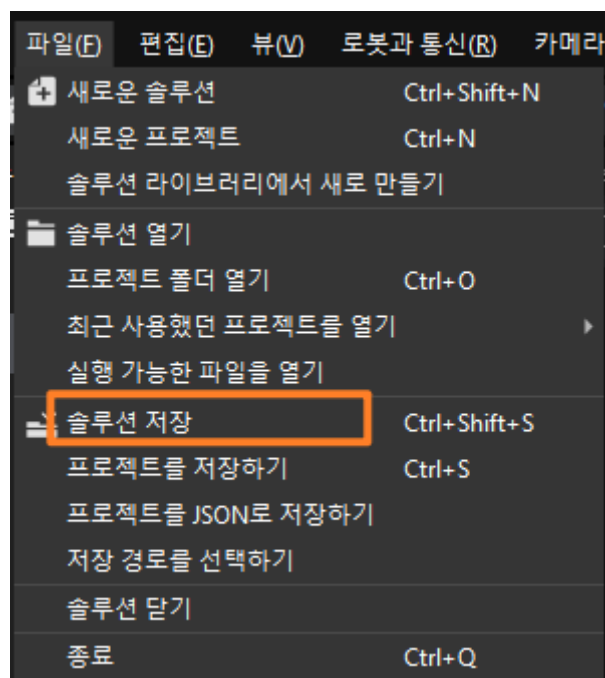 파일(F) 편집(E) 뷰(V) 로봇과 통신(R) 카메라
새로운 솔루션 Ctrl+Shift+N
새로운 프로젝트 Ctrl+N
솔루션 라이브러리에서 새로 만들기
솔루션 열기
프로젝트 폴더 열기 Ctrl+O
최근 사용했던 프로젝트를 열기
실행 가능한 파일을 열기
솔루션 저장 Ctrl+Shift+S
프로젝트를 저장하기 Ctrl+S
프로젝트를 JSON로 저장하기
저장 경로를 선택하기
솔루션 닫기
종료 Ctrl+Q